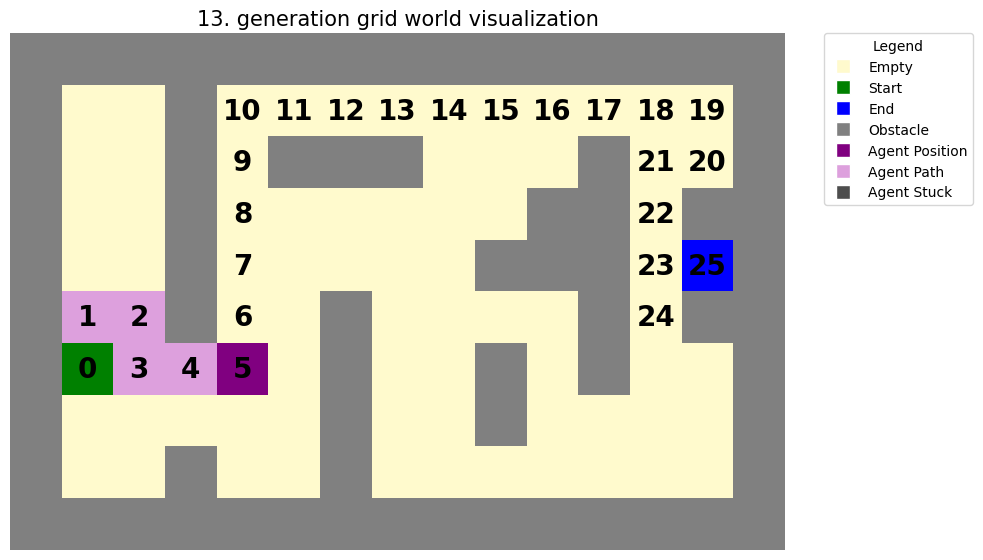 13. generation grid world visualization
Legend
Empty
Start
End
Obstacle
Agent Position
Agent Path
Agent Stuck
10 11 12 13 14 15 16 17 18 19
9 21 20
8 22
7 23 25
1 2 6 24
0 3 4 5